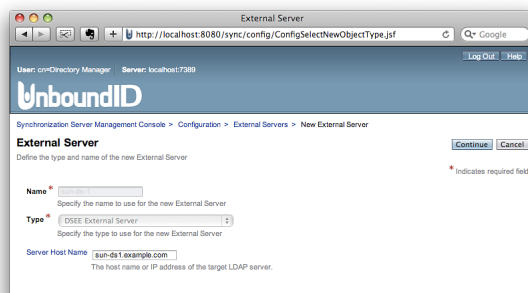 External Server
http://localhost:8080/sync/config/ConfigSelectNewObjectType.jsf
Google
Log Out Help
User: cn=Directory Manager Server: localhost:7389
UnboundID
Synchronization Server Management Console > Configuration > External Servers > New External Server
External Server
Continue Cancel
Define the type and name of the new External Server
* Indicates required field
Name * sun-ds1
Specify the name to use for the new External Server
Type * DSEE External Server
Specify the type to use for the new External Server
Server Host Name sun-ds1.example.com
The host name or IP address of the target LDAP server.